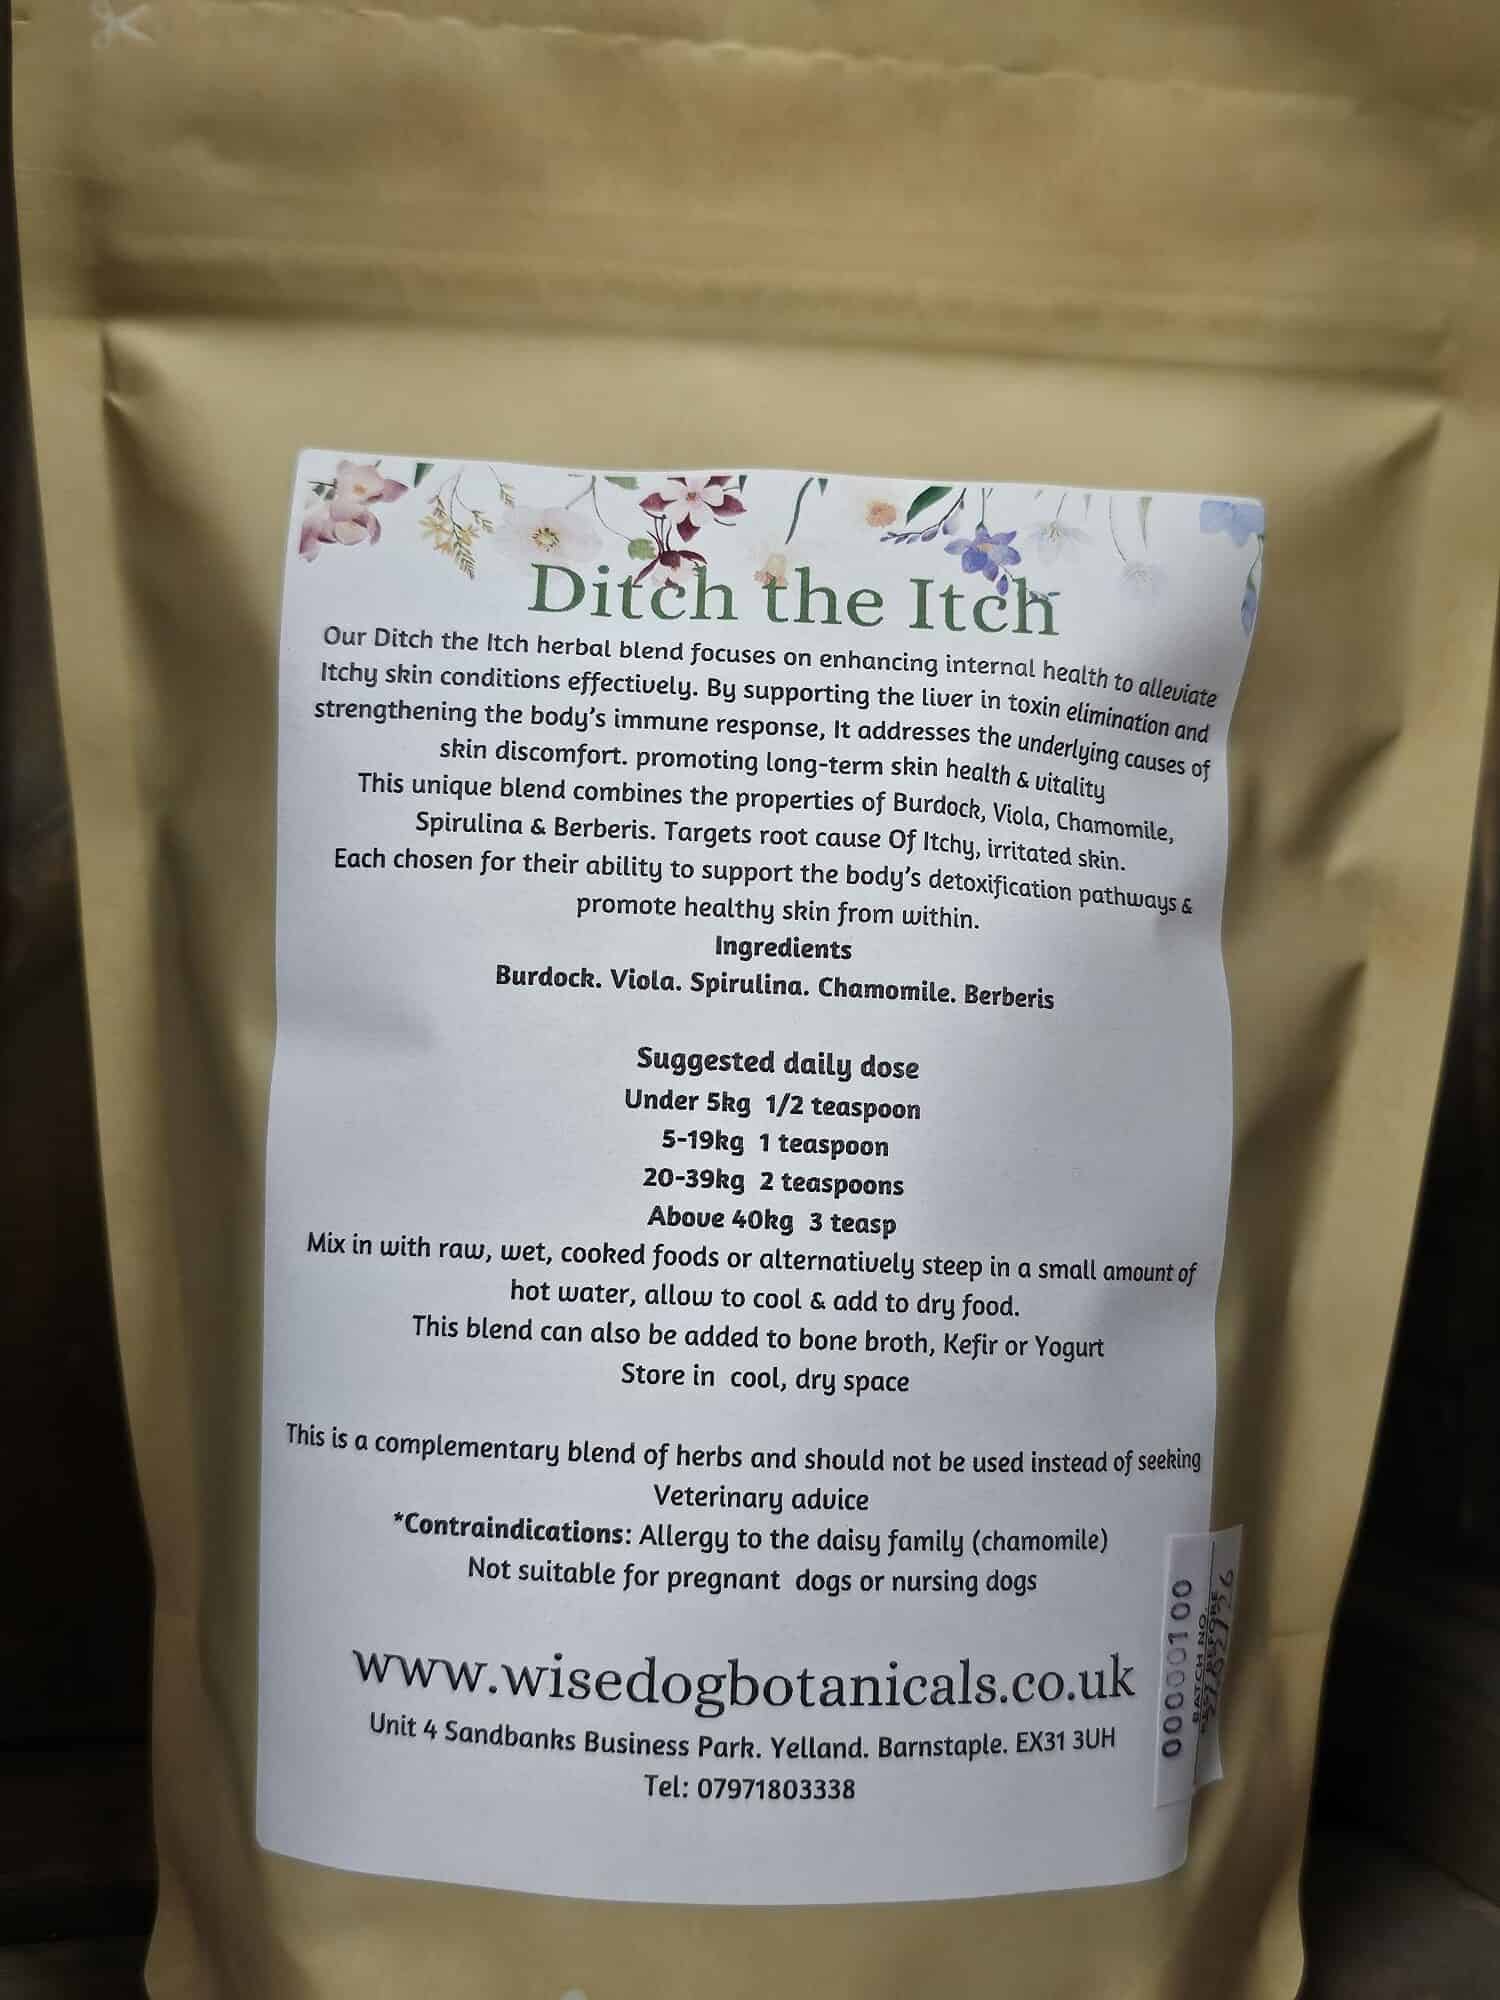 Ditch the Itch
Our Ditch the Itch herbal blend focuses on enhancing internal health to alleviate
Itchy skin conditions effectively. By supporting the liver in toxin elimination and
strengthening the body's immune response, It addresses the underlying causes of
skin discomfort. promoting long-term skin health & vitality
This unique blend combines the properties of Burdock, Viola, Chamomile,
Spirulina & Berberis. Targets root cause Of Itchy, irritated skin.
Each chosen for their ability to support the body's detoxification pathways &
promote healthy skin from within.
Ingredients
Burdock. Viola. Spirulina. Chamomile. Berberis
Suggested daily dose
Under 5kg 1/2 teaspoon
5-19kg 1 teaspoon
20-39kg 2 teaspoons
Above 40kg 3 teasp
Mix in with raw, wet, cooked foods or alternatively steep in a small amount of
hot water, allow to cool & add to dry food.
This blend can also be added to bone broth, Kefir or Yogurt
Store in cool, dry space
This is a complementary blend of herbs and should not be used instead of seeking
Veterinary advice
*Contraindications: Allergy to the daisy family (chamomile)
Not suitable for pregnant dogs or nursing dogs
www.wisedogbotanicals.co.uk
Unit 4 Sandbanks Business Park. Yelland. Barnstaple. EX31 3UH
Tel: 07971803338
00000100
BATCH NO.
BEST BEFORE